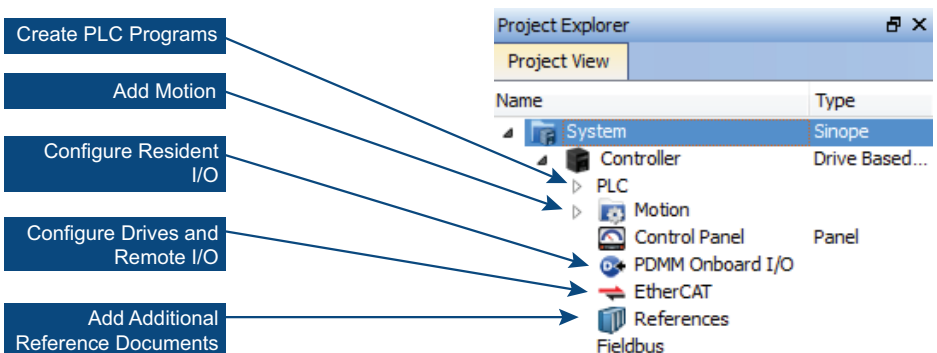 Create PLC Programs
Add Motion
Configure Resident
I/O
Configure Drives and
Remote I/O
Add Additional
Reference Documents
Project Explorer
Project View
Name Type
System Sinope
Controller Drive Based...
PLC
Motion
Control Panel Panel
PDMM Onboard I/O
EtherCAT
References
Fieldbus